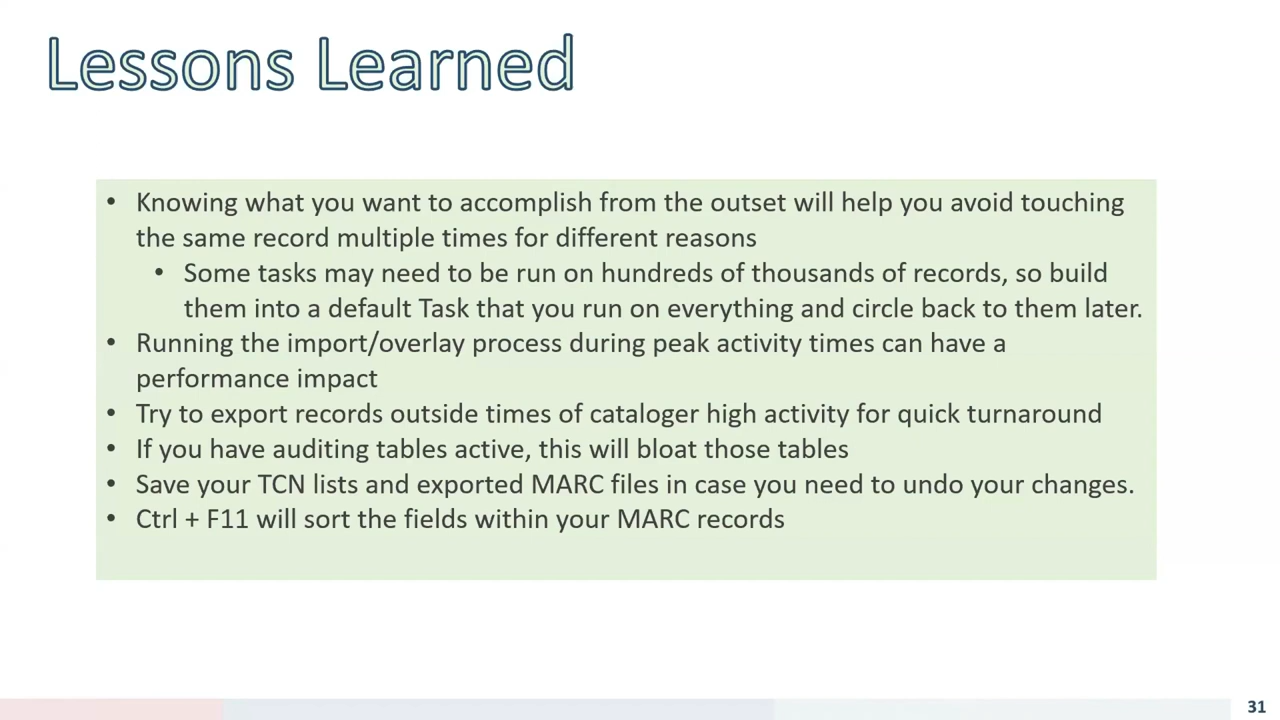 Lessons Learned
• Knowing what you want to accomplish from the outset will help you avoid touching
the same record multiple times for different reasons
• Some tasks may need to be run on hundreds of thousands of records, so build
them into a default Task that you run on everything and circle back to them later.
• Running the import/overlay process during peak activity times can have a
performance impact
• Try to export records outside times of cataloger high activity for quick turnaround
• If you have auditing tables active, this will bloat those tables
• Save your TCN lists and exported MARC files in case you need to undo your changes.
• Ctrl + F11 will sort the fields within your MARC records
31